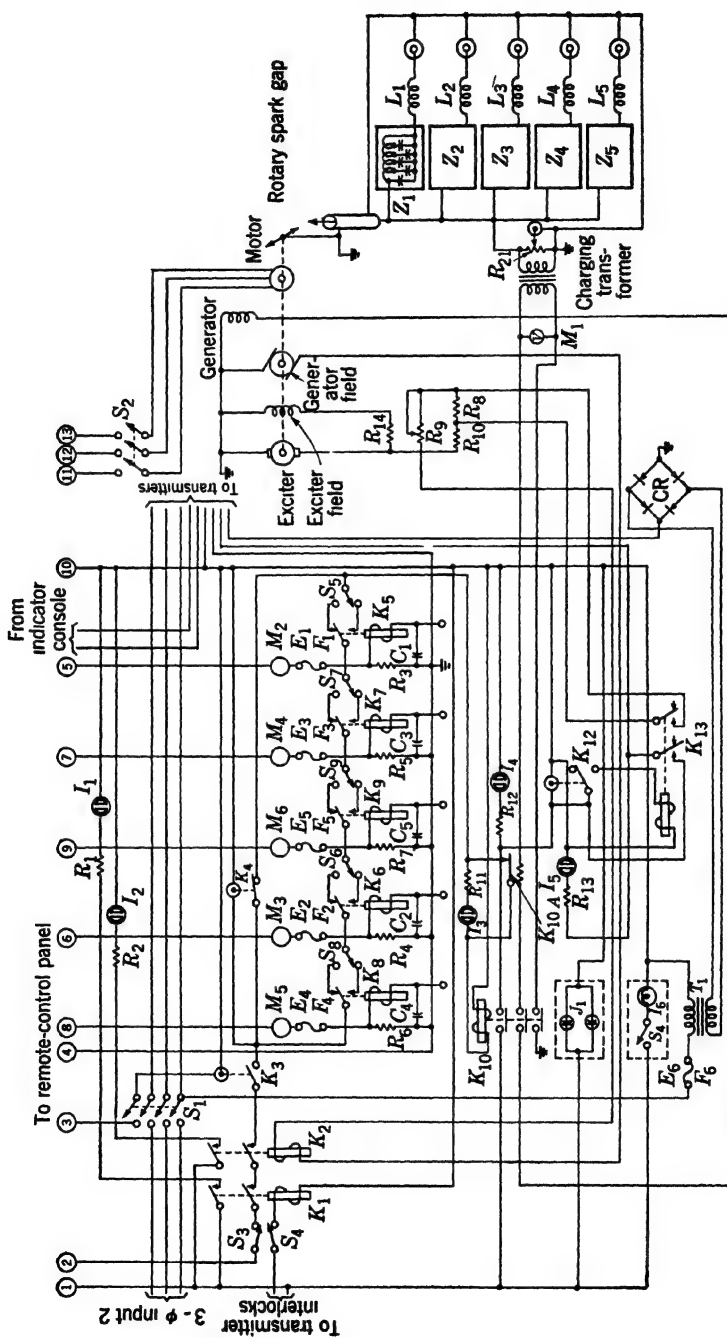 To remote-control panel
From indicator console
3 4 8 6 9 7 5 10 11 12 13
1 2
3-ϕ input 2
To transmitter interlocks
To transmitters
S₁
S₂
S₃
S₄
R₁ I₁
R₂ I₂
K₁ K₂ K₃ K₄
M₅ M₃ M₆ M₄ M₂
E₄ E₂ E₅ E₃ E₁
F₄ F₂ F₅ F₃ F₁
S₈ S₆ S₉ S₇ S₅
K₈ K₆ K₉ K₇ K₅
R₆ R₄ R₇ R₅ R₃
C₄ C₂ C₅ C₃ C₁
Motor
Rotary spark gap
Generator
Generator field
Exciter
Exciter field
R₁₄
R₉
R₁₀ R₈
L₁ L₂ L₃ L₄ L₅
Z₁ Z₂ Z₃ Z₄ Z₅
R₂₁
Charging transformer
M₁
CR
I₃ R₁₁
R₁₂ I₄
K₁₀
K₁₀A
I₅
R₁₃
K₁₂
K₁₃
J₁
S₄ I₆
E₆
F₆
T₁